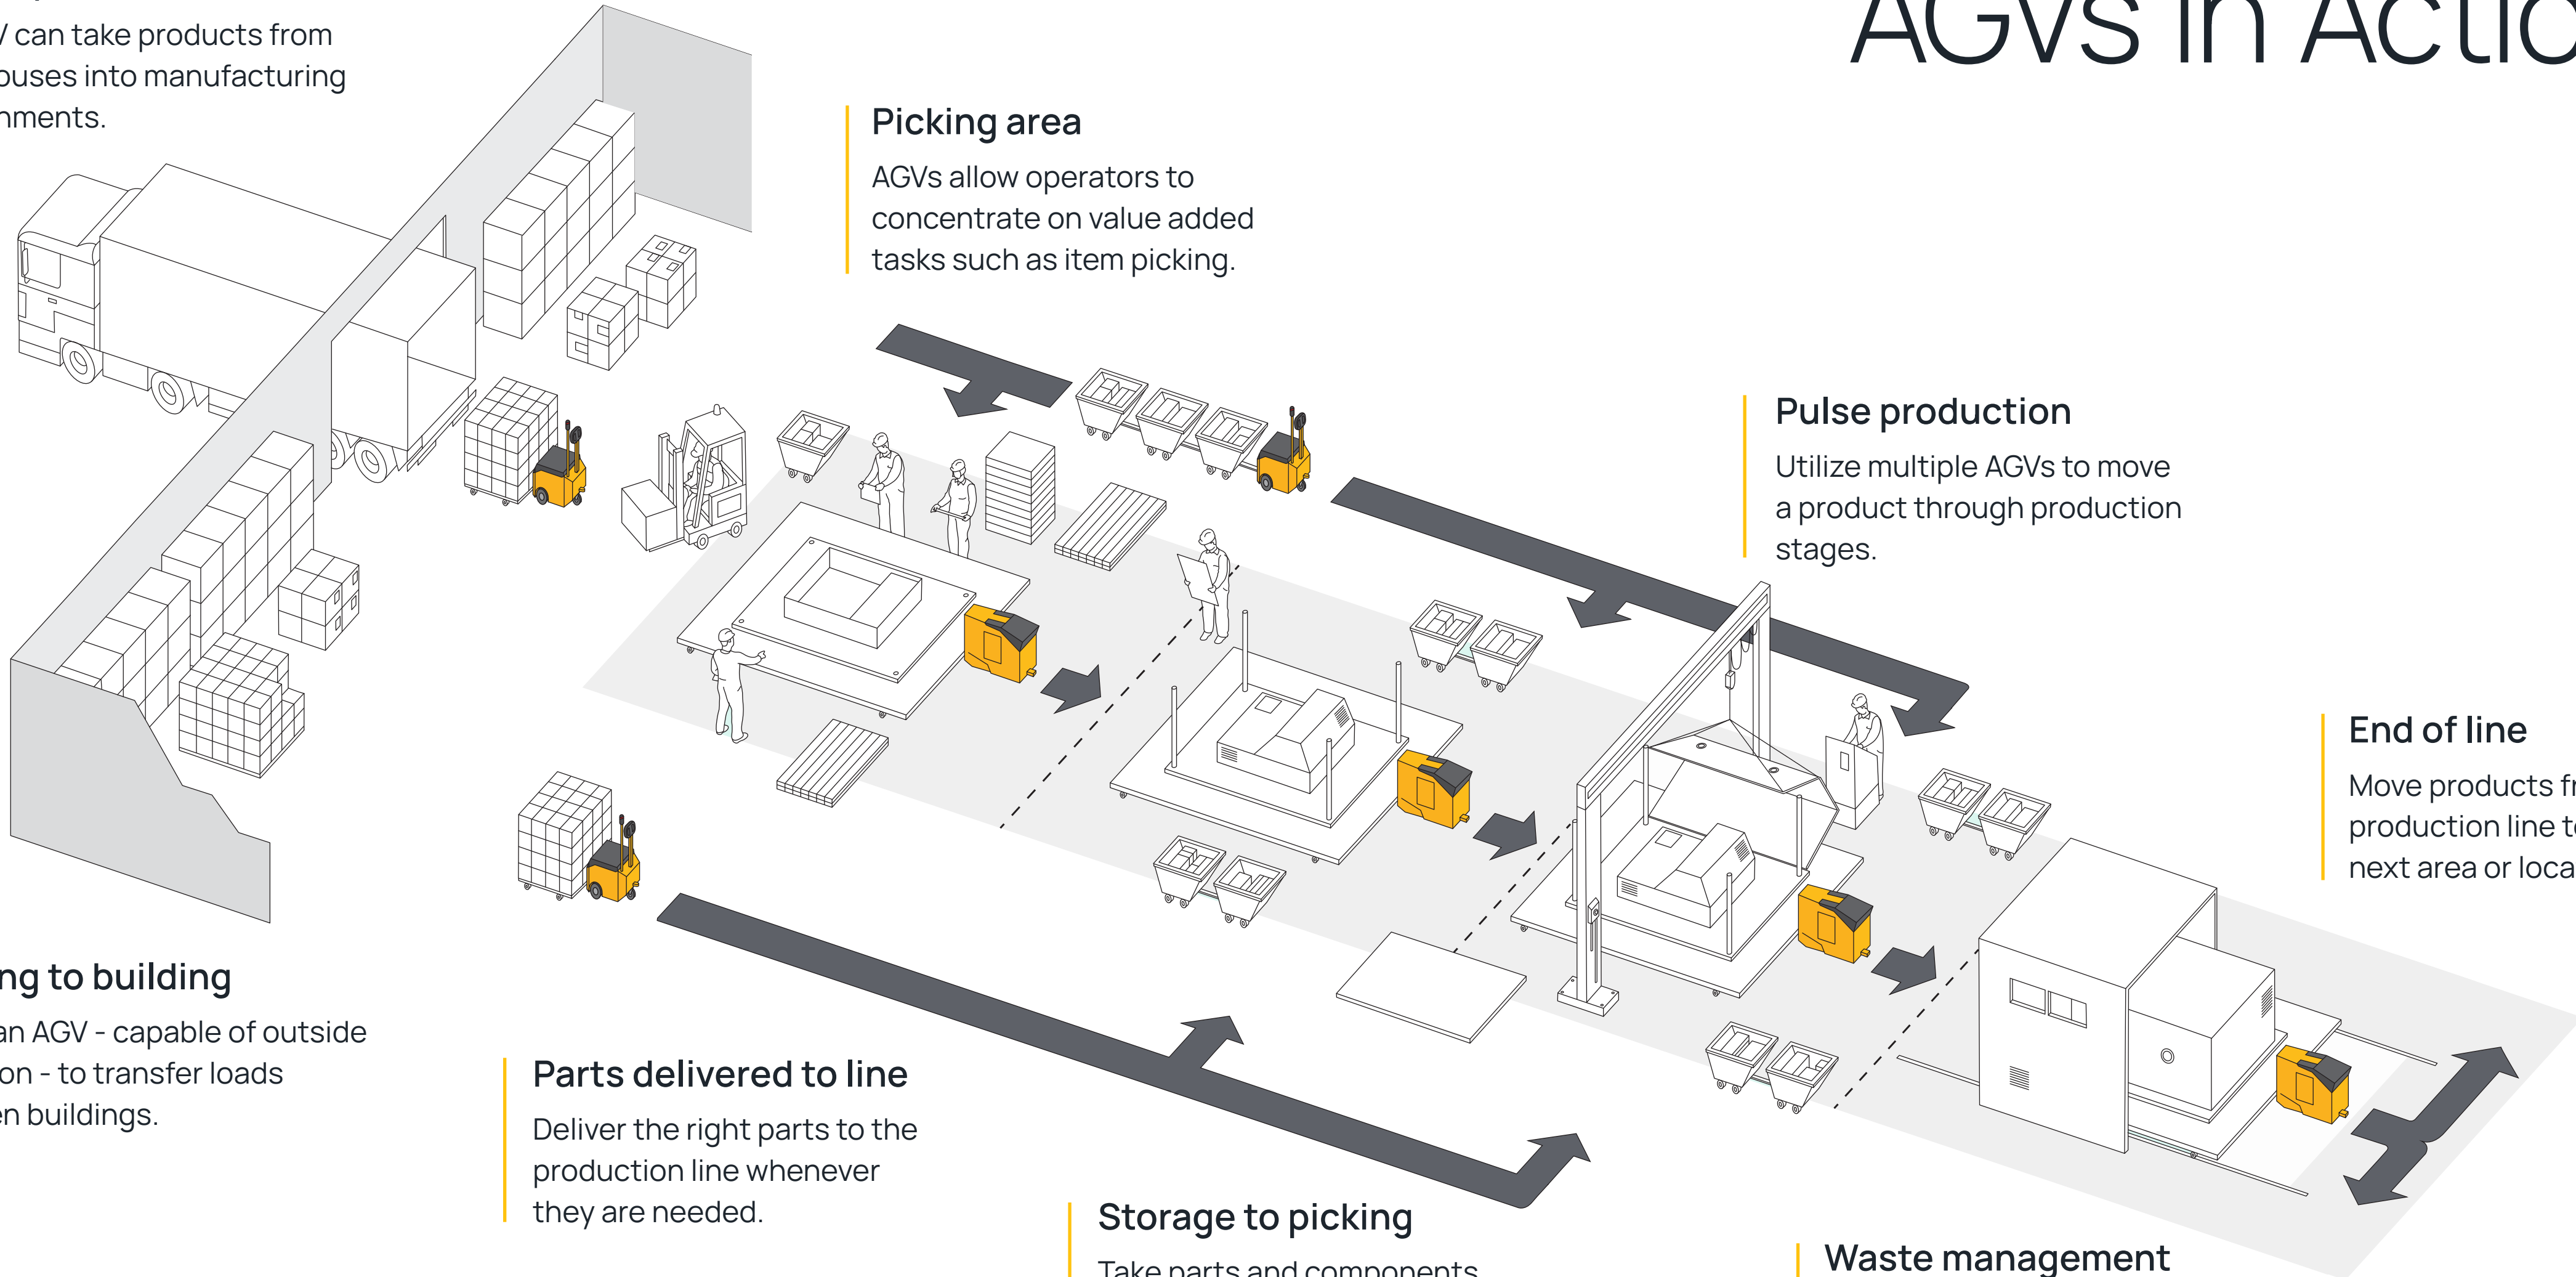 AGVs in Actio
V can take products from
ouses into manufacturing
nments.
Picking area
AGVs allow operators to
concentrate on value added
tasks such as item picking.
Pulse production
Utilize multiple AGVs to move
a product through production
stages.
End of line
Move products fr
production line to
next area or loca
ng to building
an AGV - capable of outside
on - to transfer loads
en buildings.
Parts delivered to line
Deliver the right parts to the
production line whenever
they are needed.
Storage to picking
Take parts and components
Waste management